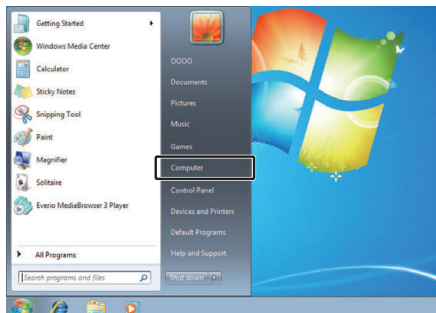 Getting Started
Windows Media Center
Calculator
Sticky Notes
Snipping Tool
Paint
Magnifier
Solitaire
Everio MediaBrowser 3 Player
All Programs
Search programs and files
OOOO
Documents
Pictures
Music
Games
Computer
Control Panel
Devices and Printers
Default Programs
Help and Support
Shut down